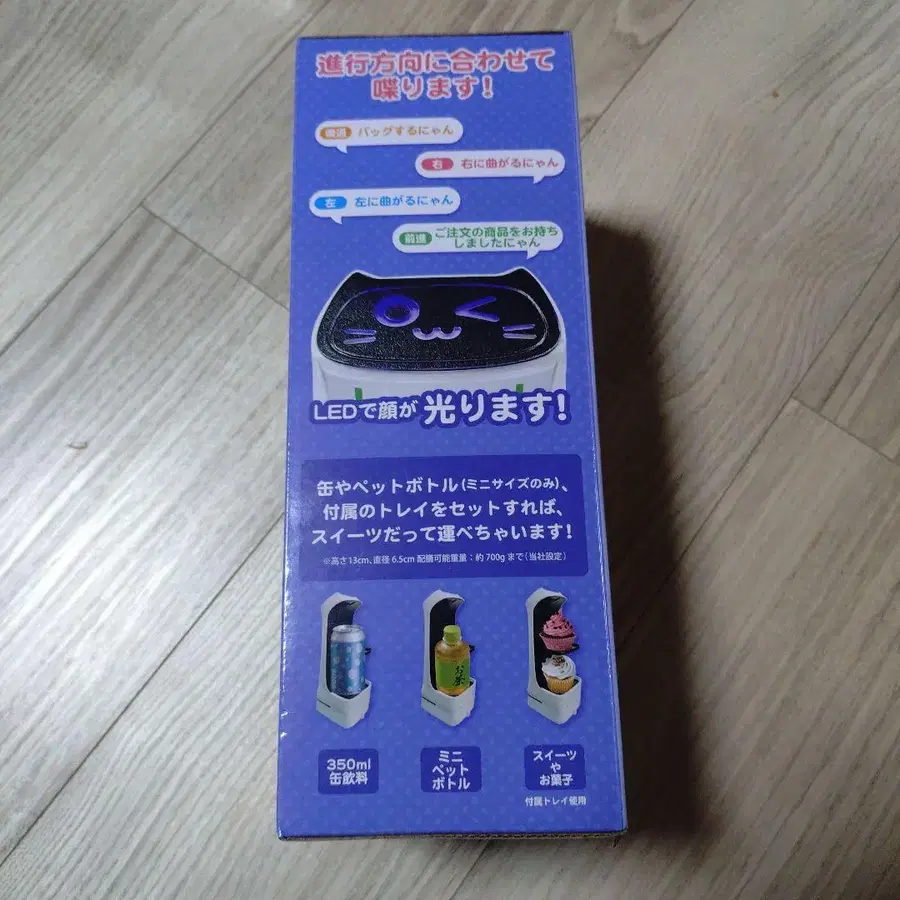 進行方向に合わせて
喋ります!
後退 バッグするにゃん
右 右に曲がるにゃん
左 左に曲がるにゃん
前進 ご注文の商品をお持ち
しましたにゃん
LEDで顔が光ります!
缶やペットボトル(ミニサイズのみ)、
付属のトレイをセットすれば、
スイーツだって運べちゃいます!
※高さ13cm、直径6.5cm 配膳可能重量:約700gまで(当社設定)
お茶
350ml
缶飲料
ミニ
ペット
ボトル
スイーツ
や
お菓子
付属トレイ使用